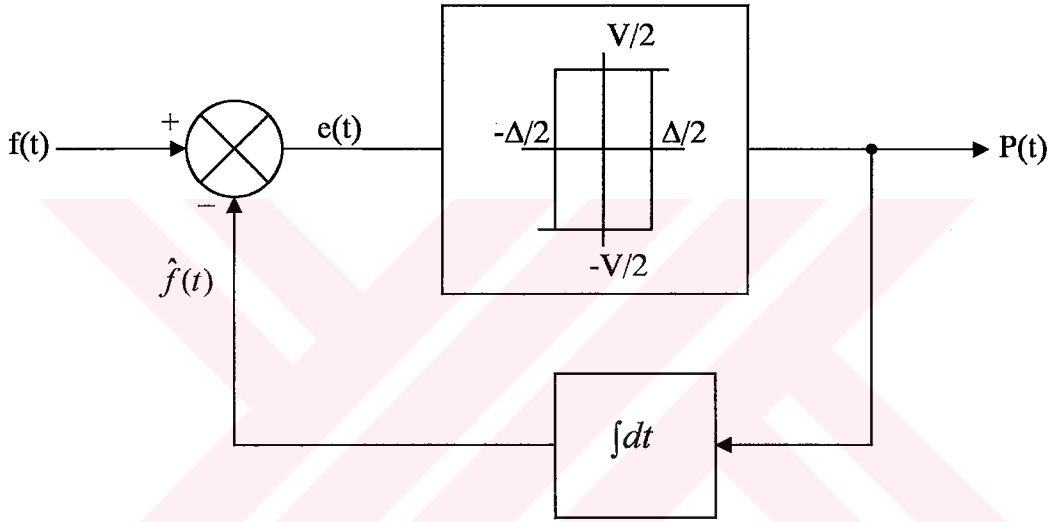 V/2
+
f(t)
e(t)
-Δ/2
Δ/2
P(t)
−
-V/2
f̂(t)
∫dt